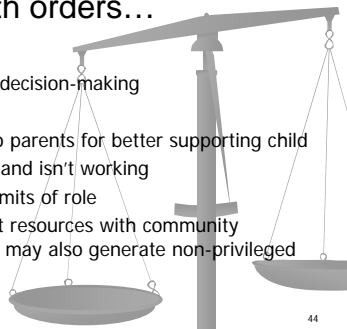 th orders…
decision-making
o parents for better supporting child
and isn't working
mits of role
t resources with community
may also generate non-privileged
44